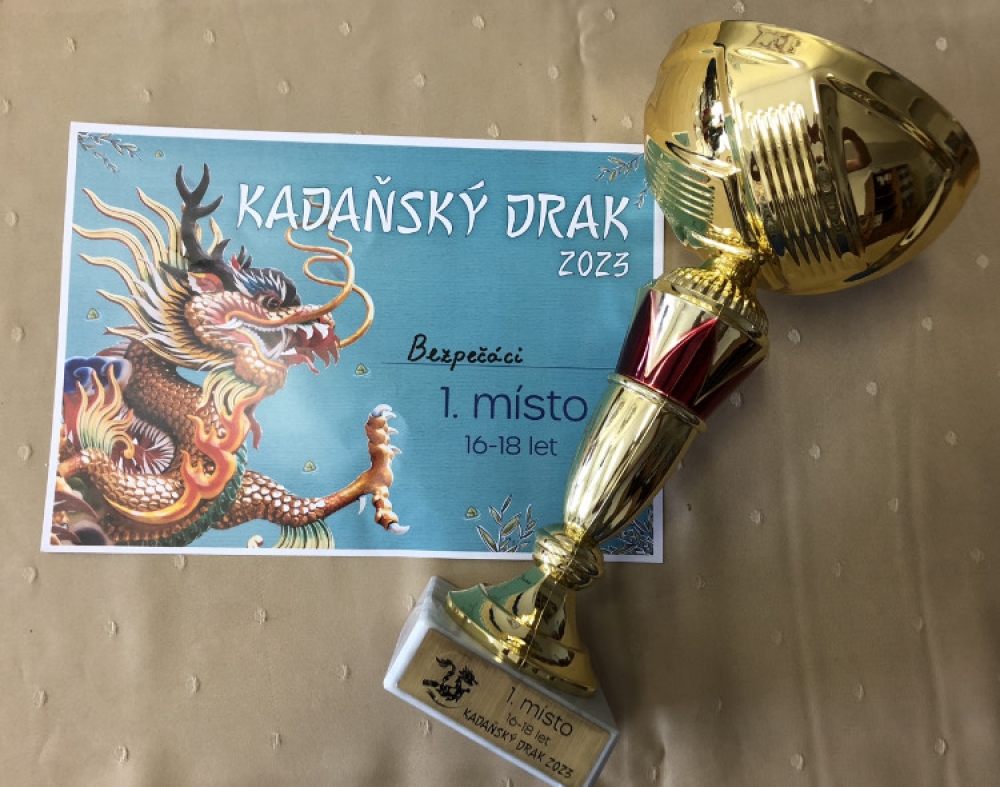 KADAŇSKÝ DRAK
2023
Bezpečáci
1. místo
16-18 let
1. místo
16-18 let
KADAŇSKÝ DRAK 2023